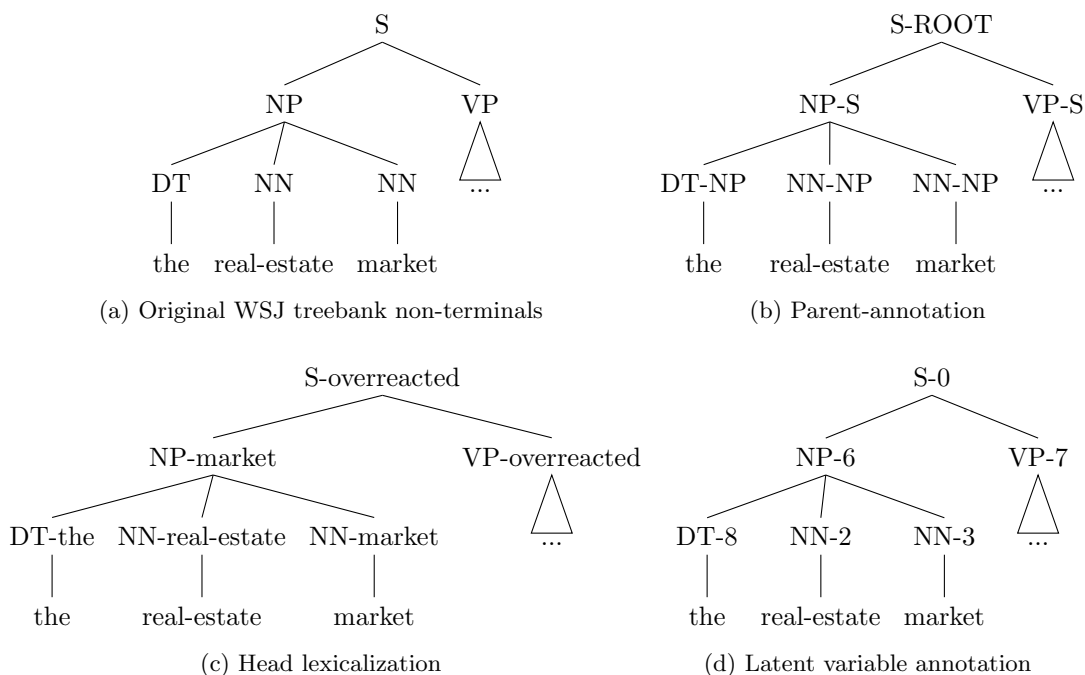 S
NP VP
DT NN NN ...
the real-estate market
(a) Original WSJ treebank non-terminals
S-ROOT
NP-S VP-S
DT-NP NN-NP NN-NP ...
the real-estate market
(b) Parent-annotation
S-overreacted
NP-market VP-overreacted
DT-the NN-real-estate NN-market ...
the real-estate market
(c) Head lexicalization
S-0
NP-6 VP-7
DT-8 NN-2 NN-3 ...
the real-estate market
(d) Latent variable annotation